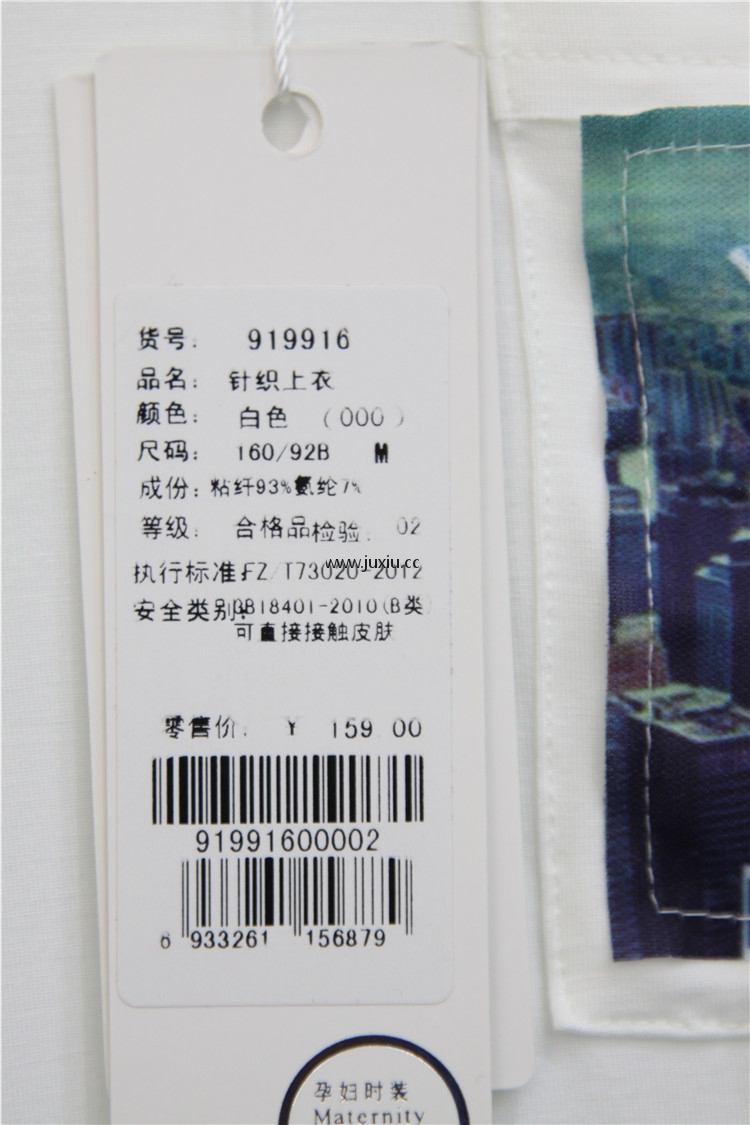 货号: 919916
品名: 针织上衣
颜色: 白色 (000)
尺码: 160/92B M
成份: 粘纤93%氨纶7%
等级: 合格品检验: 02
执行标准:FZ/T73020-2012
www.juxiu.cc
安全类别:GB18401-2010(B类
可直接接触皮肤
零售价: ¥ 159.00
91991600002
6 933261 156879
孕妇时装
Maternity